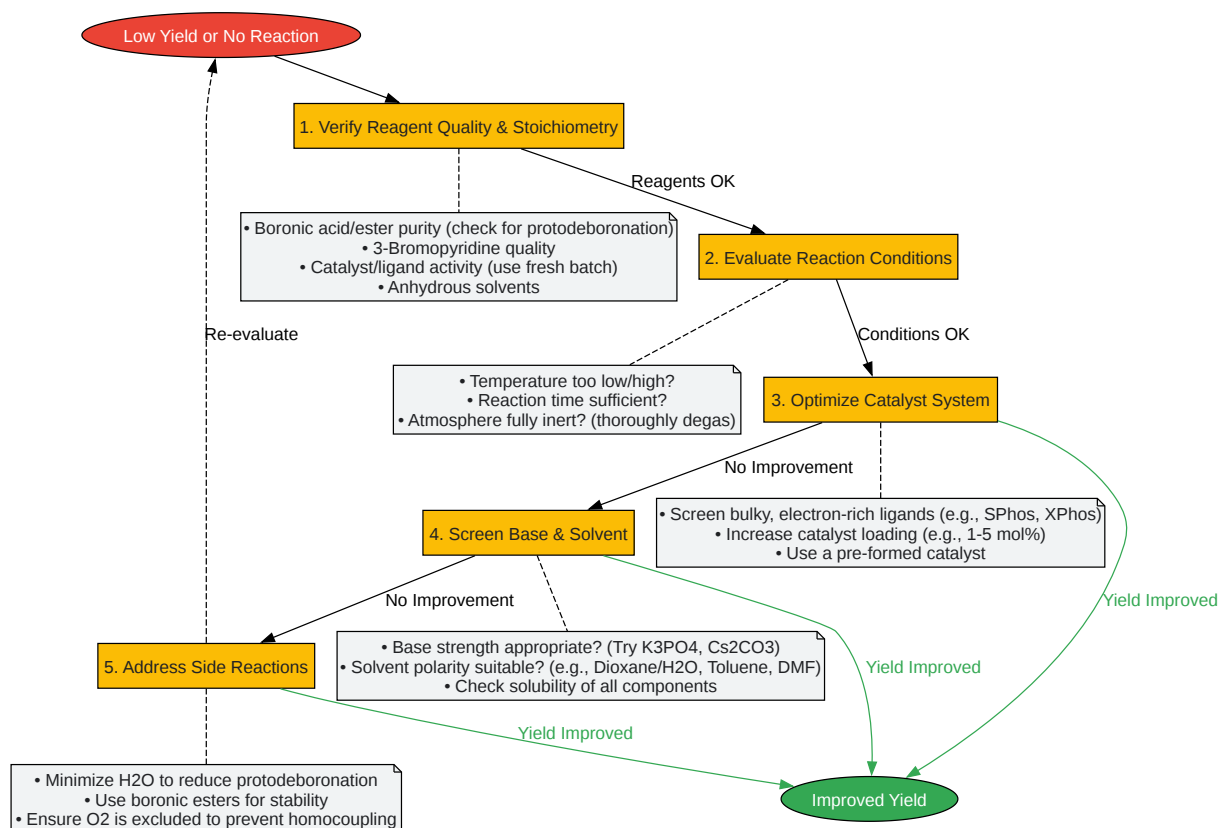 Low Yield or No Reaction
1. Verify Reagent Quality & Stoichiometry
Reagents OK
• Boronic acid/ester purity (check for protodeboronation)
• 3-Bromopyridine quality
• Catalyst/ligand activity (use fresh batch)
• Anhydrous solvents
2. Evaluate Reaction Conditions
Re-evaluate
Conditions OK
• Temperature too low/high?
• Reaction time sufficient?
• Atmosphere fully inert? (thoroughly degas)
3. Optimize Catalyst System
No Improvement
• Screen bulky, electron-rich ligands (e.g., SPhos, XPhos)
• Increase catalyst loading (e.g., 1-5 mol%)
• Use a pre-formed catalyst
4. Screen Base & Solvent
No Improvement
Yield Improved
• Base strength appropriate? (Try K3PO4, Cs2CO3)
• Solvent polarity suitable? (e.g., Dioxane/H2O, Toluene, DMF)
• Check solubility of all components
5. Address Side Reactions
Yield Improved
Yield Improved
• Minimize H2O to reduce protodeboronation
• Use boronic esters for stability
• Ensure O2 is excluded to prevent homocoupling
Improved Yield